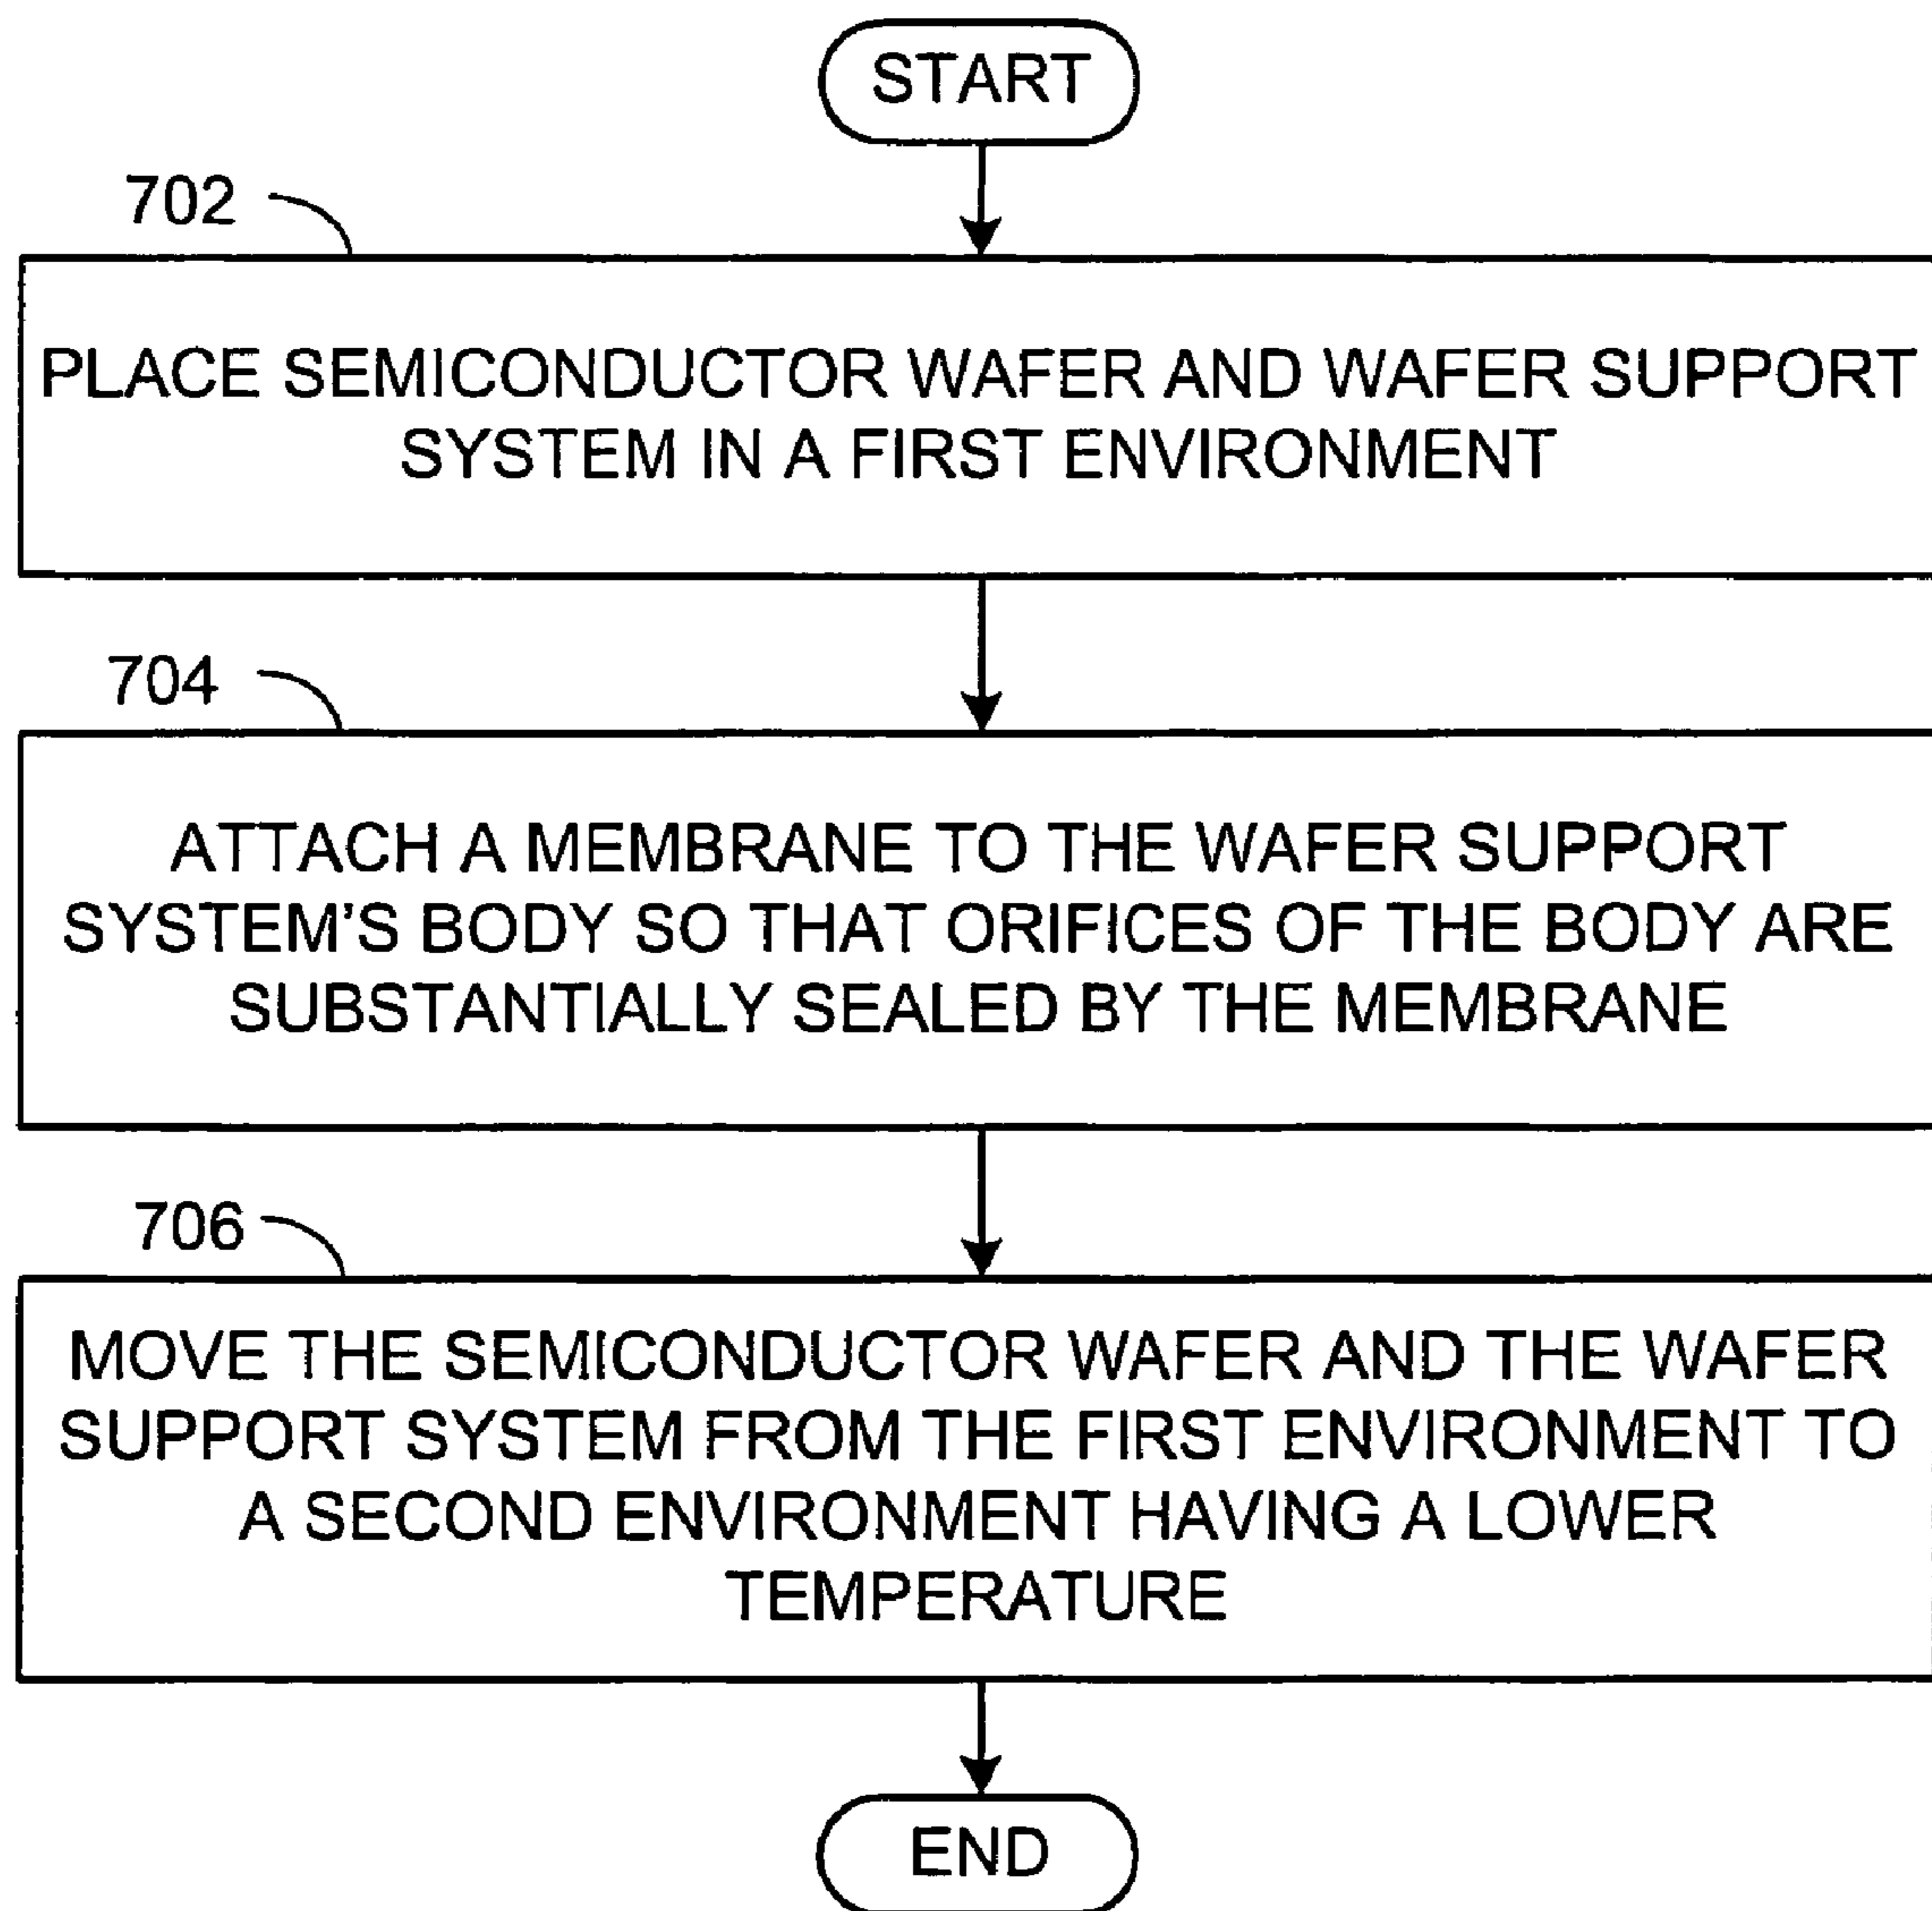 START
702
PLACE SEMICONDUCTOR WAFER AND WAFER SUPPORT
SYSTEM IN A FIRST ENVIRONMENT
704
ATTACH A MEMBRANE TO THE WAFER SUPPORT
SYSTEM'S BODY SO THAT ORIFICES OF THE BODY ARE
SUBSTANTIALLY SEALED BY THE MEMBRANE
706
MOVE THE SEMICONDUCTOR WAFER AND THE WAFER
SUPPORT SYSTEM FROM THE FIRST ENVIRONMENT TO
A SECOND ENVIRONMENT HAVING A LOWER
TEMPERATURE
END